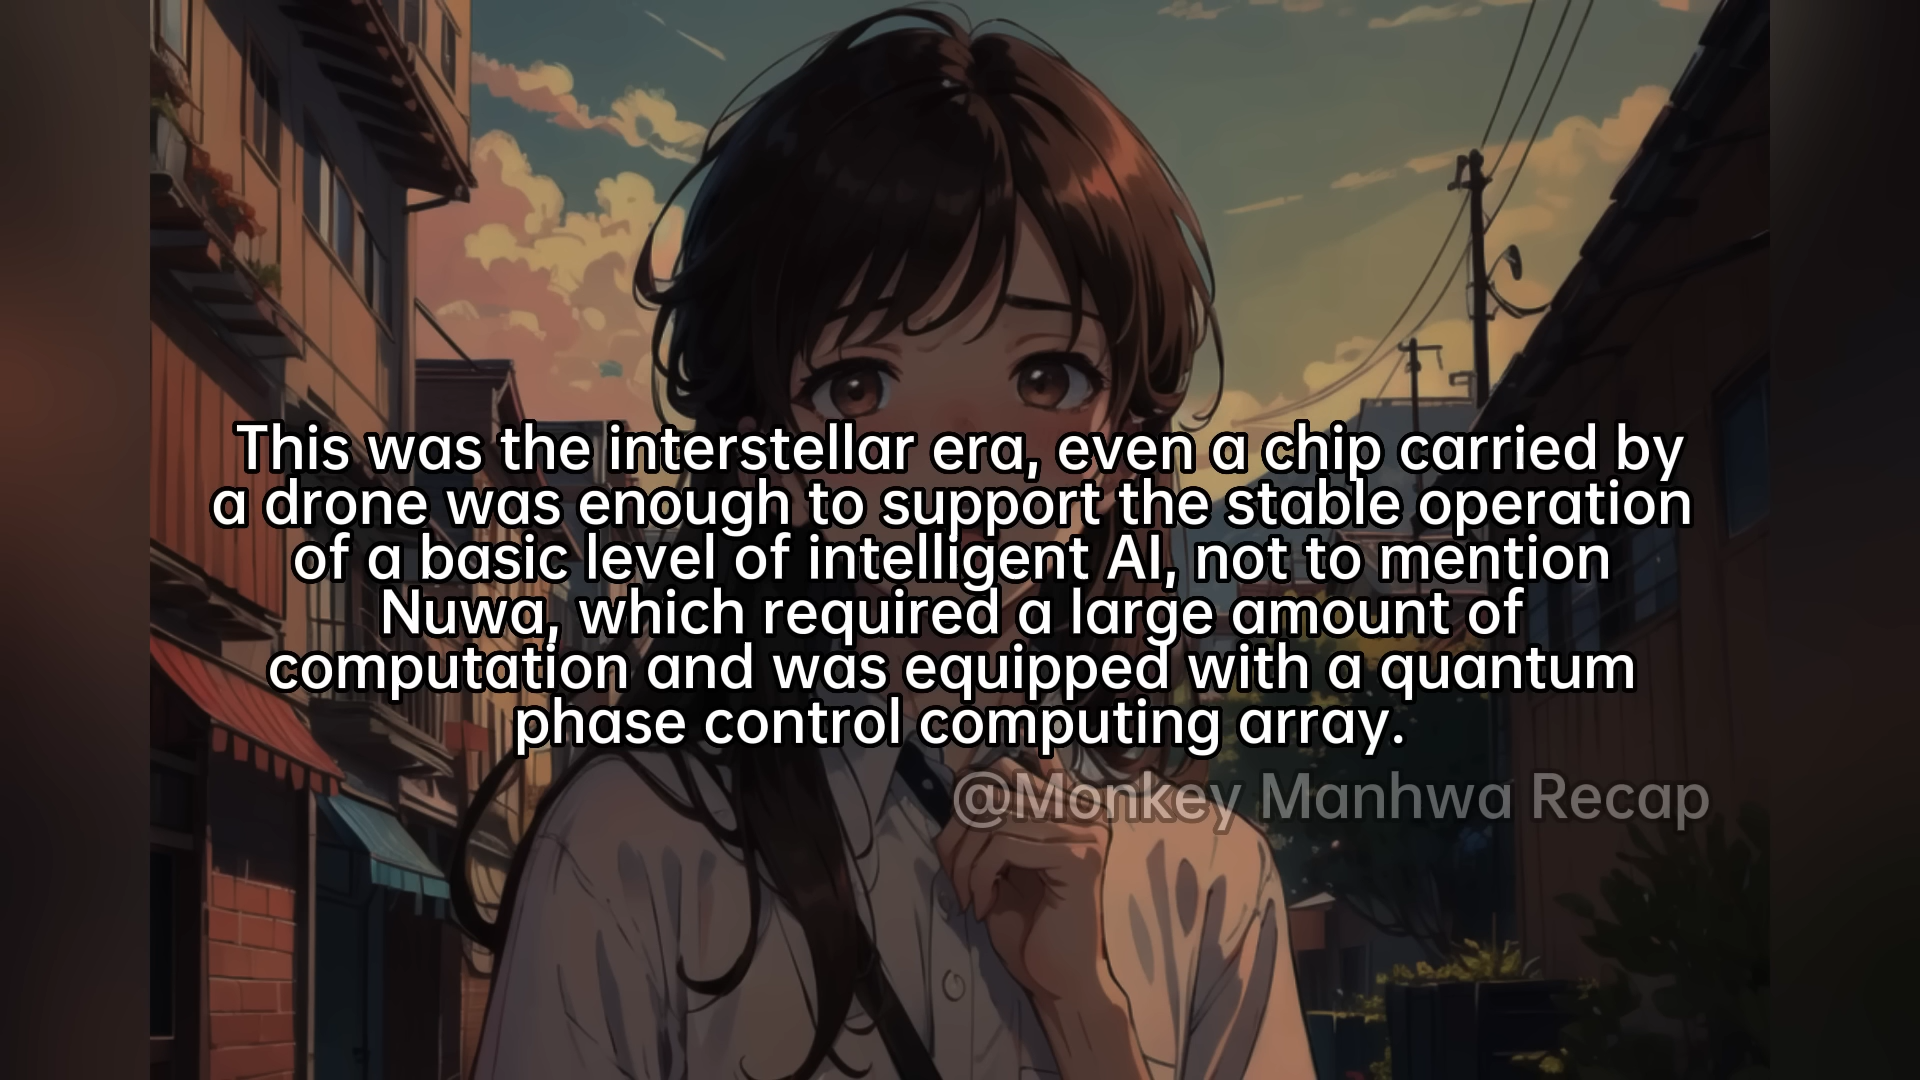 This was the interstellar era, even a chip carried by
a drone was enough to support the stable operation
of a basic level of intelligent AI, not to mention
Nuwa, which required a large amount of
computation and was equipped with a quantum
phase control computing array.
@Monkey Manhwa Recap